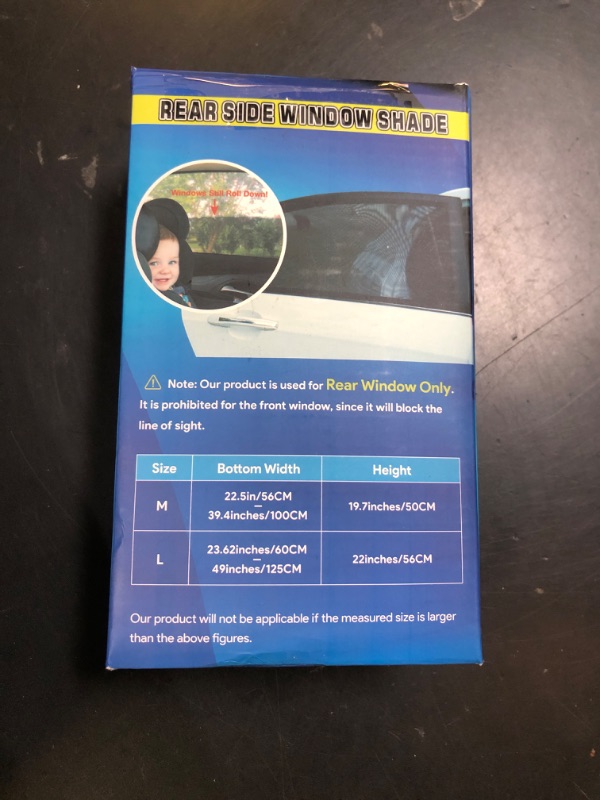 REAR SIDE WINDOW SHADE
Windows Still Roll Down!
Note: Our product is used for Rear Window Only.
It is prohibited for the front window, since it will block the
line of sight.
Size Bottom Width Height
M 22.5in/56CM – 39.4inches/100CM 19.7inches/50CM
L 23.62inches/60CM – 49inches/125CM 22inches/56CM
Our product will not be applicable if the measured size is larger
than the above figures.